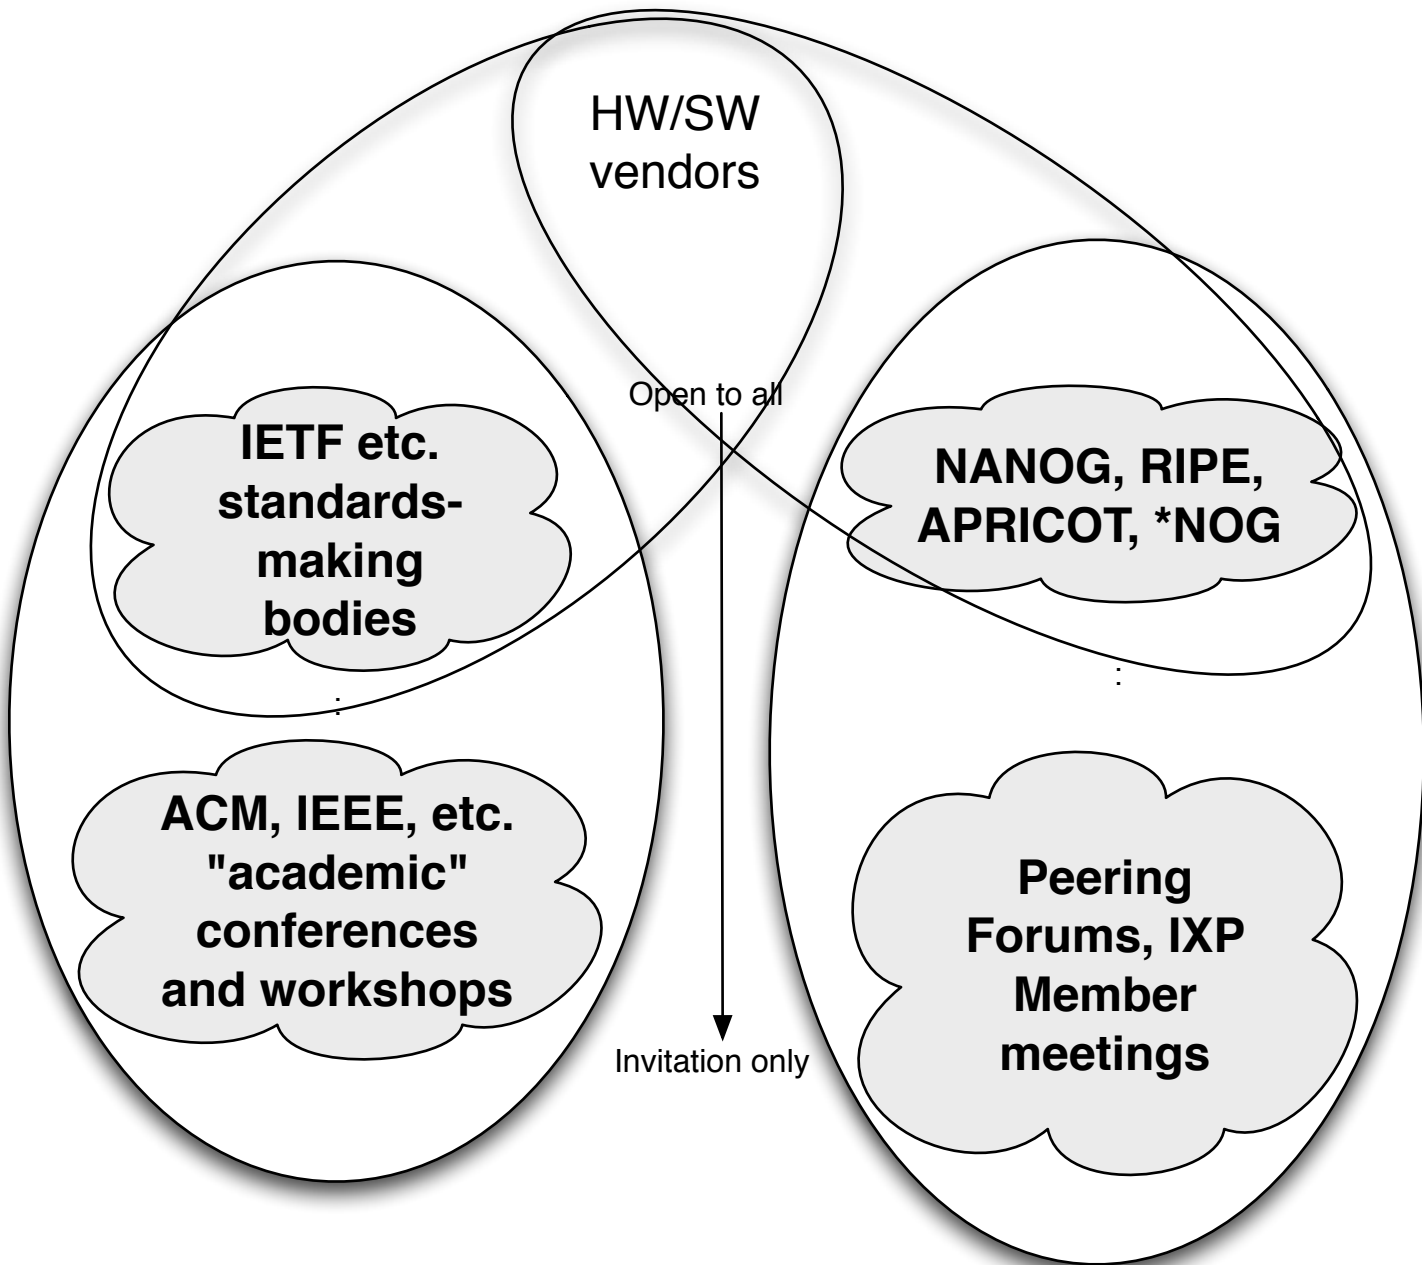 HW/SW
vendors
Open to all
IETF etc.
standards-
making
bodies
:
ACM, IEEE, etc.
"academic"
conferences
and workshops
NANOG, RIPE,
APRICOT, *NOG
:
Peering
Forums, IXP
Member
meetings
Invitation only